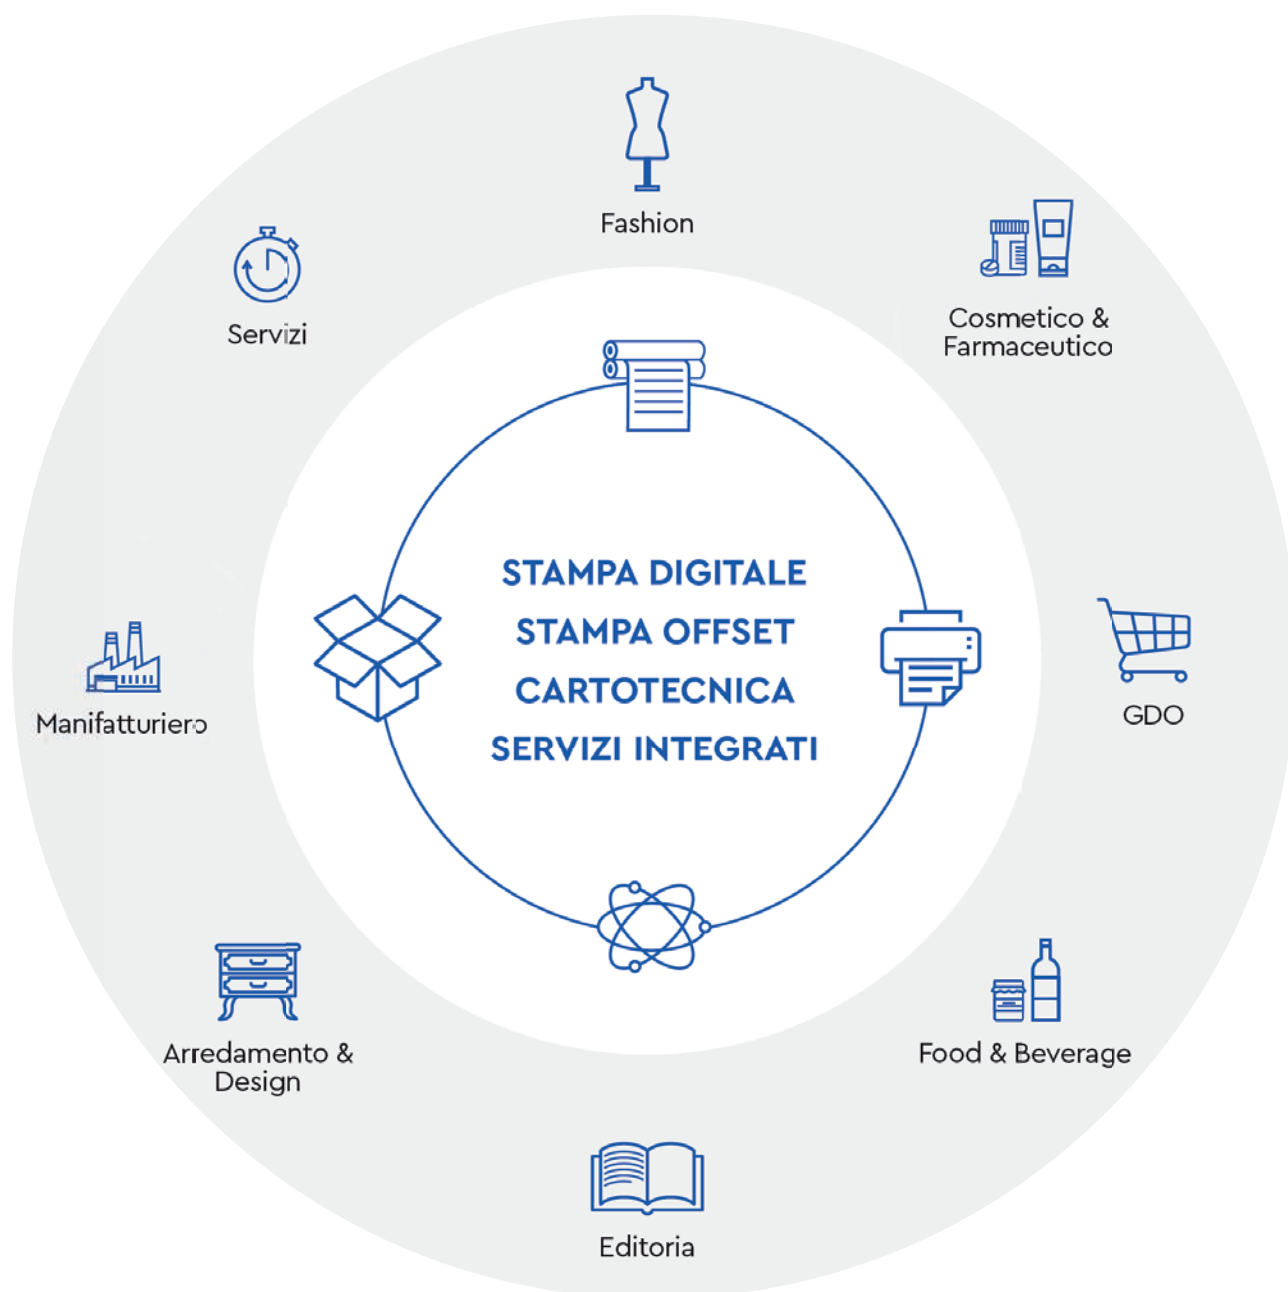 Fashion
Cosmetico &
Farmaceutico
Servizi
STAMPA DIGITALE
STAMPA OFFSET
CARTOTECNICA
SERVIZI INTEGRATI
GDO
Manifatturiero
Food & Beverage
Arredamento &
Design
Editoria